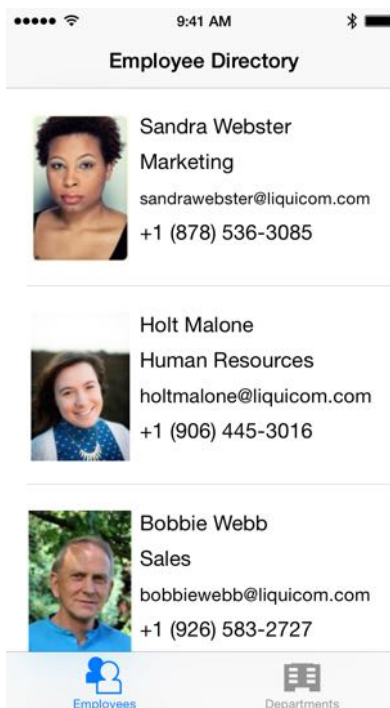 9:41 AM
Employee Directory
Sandra Webster
Marketing
sandrawebster@liquicom.com
+1 (878) 536-3085
Holt Malone
Human Resources
holtmalone@liquicom.com
+1 (906) 445-3016
Bobbie Webb
Sales
bobbiewebb@liquicom.com
+1 (926) 583-2727
Employees
Departments